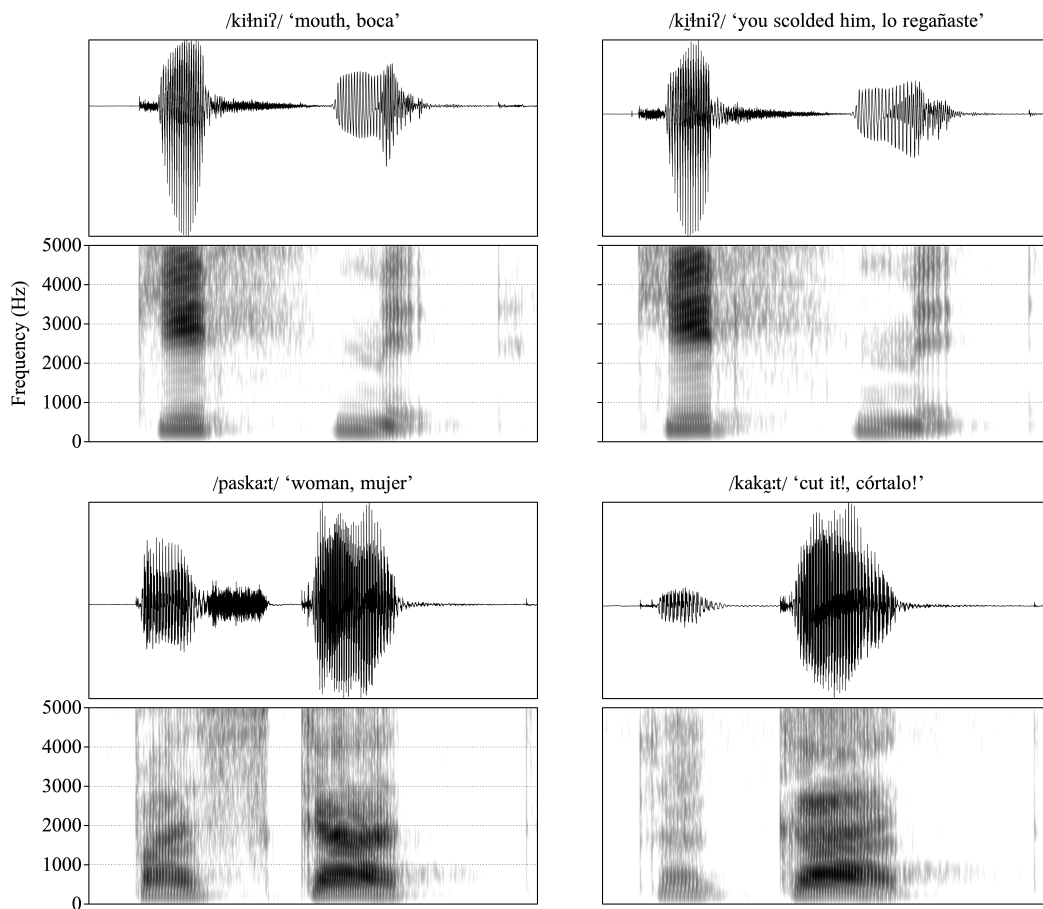 /kiɬniʔ/ ‘mouth, boca’
/kḭɬniʔ/ ‘you scolded him, lo regañaste’
5000
4000
3000
2000
1000
0
Frequency (Hz)
/paskaːt/ ‘woman, mujer’
/kaka̰ːt/ ‘cut it!, córtalo!’
5000
4000
3000
2000
1000
0